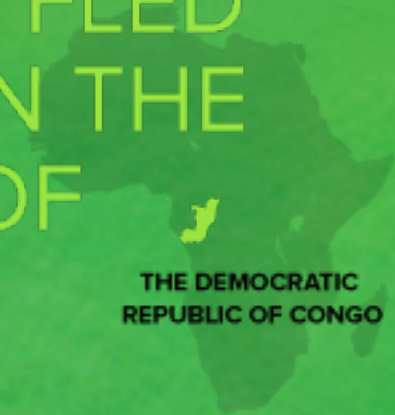 FLED
N THE
OF
THE DEMOCRATIC
REPUBLIC OF CONGO